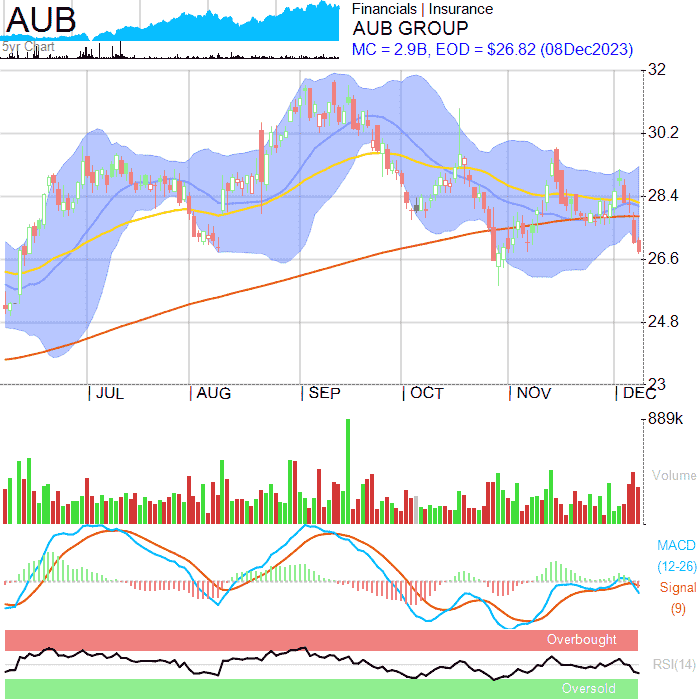 AUB
5yr Chart
Financials | Insurance
AUB GROUP
MC = 2.9B, EOD = $26.82 (08Dec2023)
32
30.2
28.4
26.6
24.8
23
JUL AUG SEP OCT NOV DEC
889k
Volume
MACD
(12-26)
Signal
(9)
Overbought
RSI(14)
Oversold